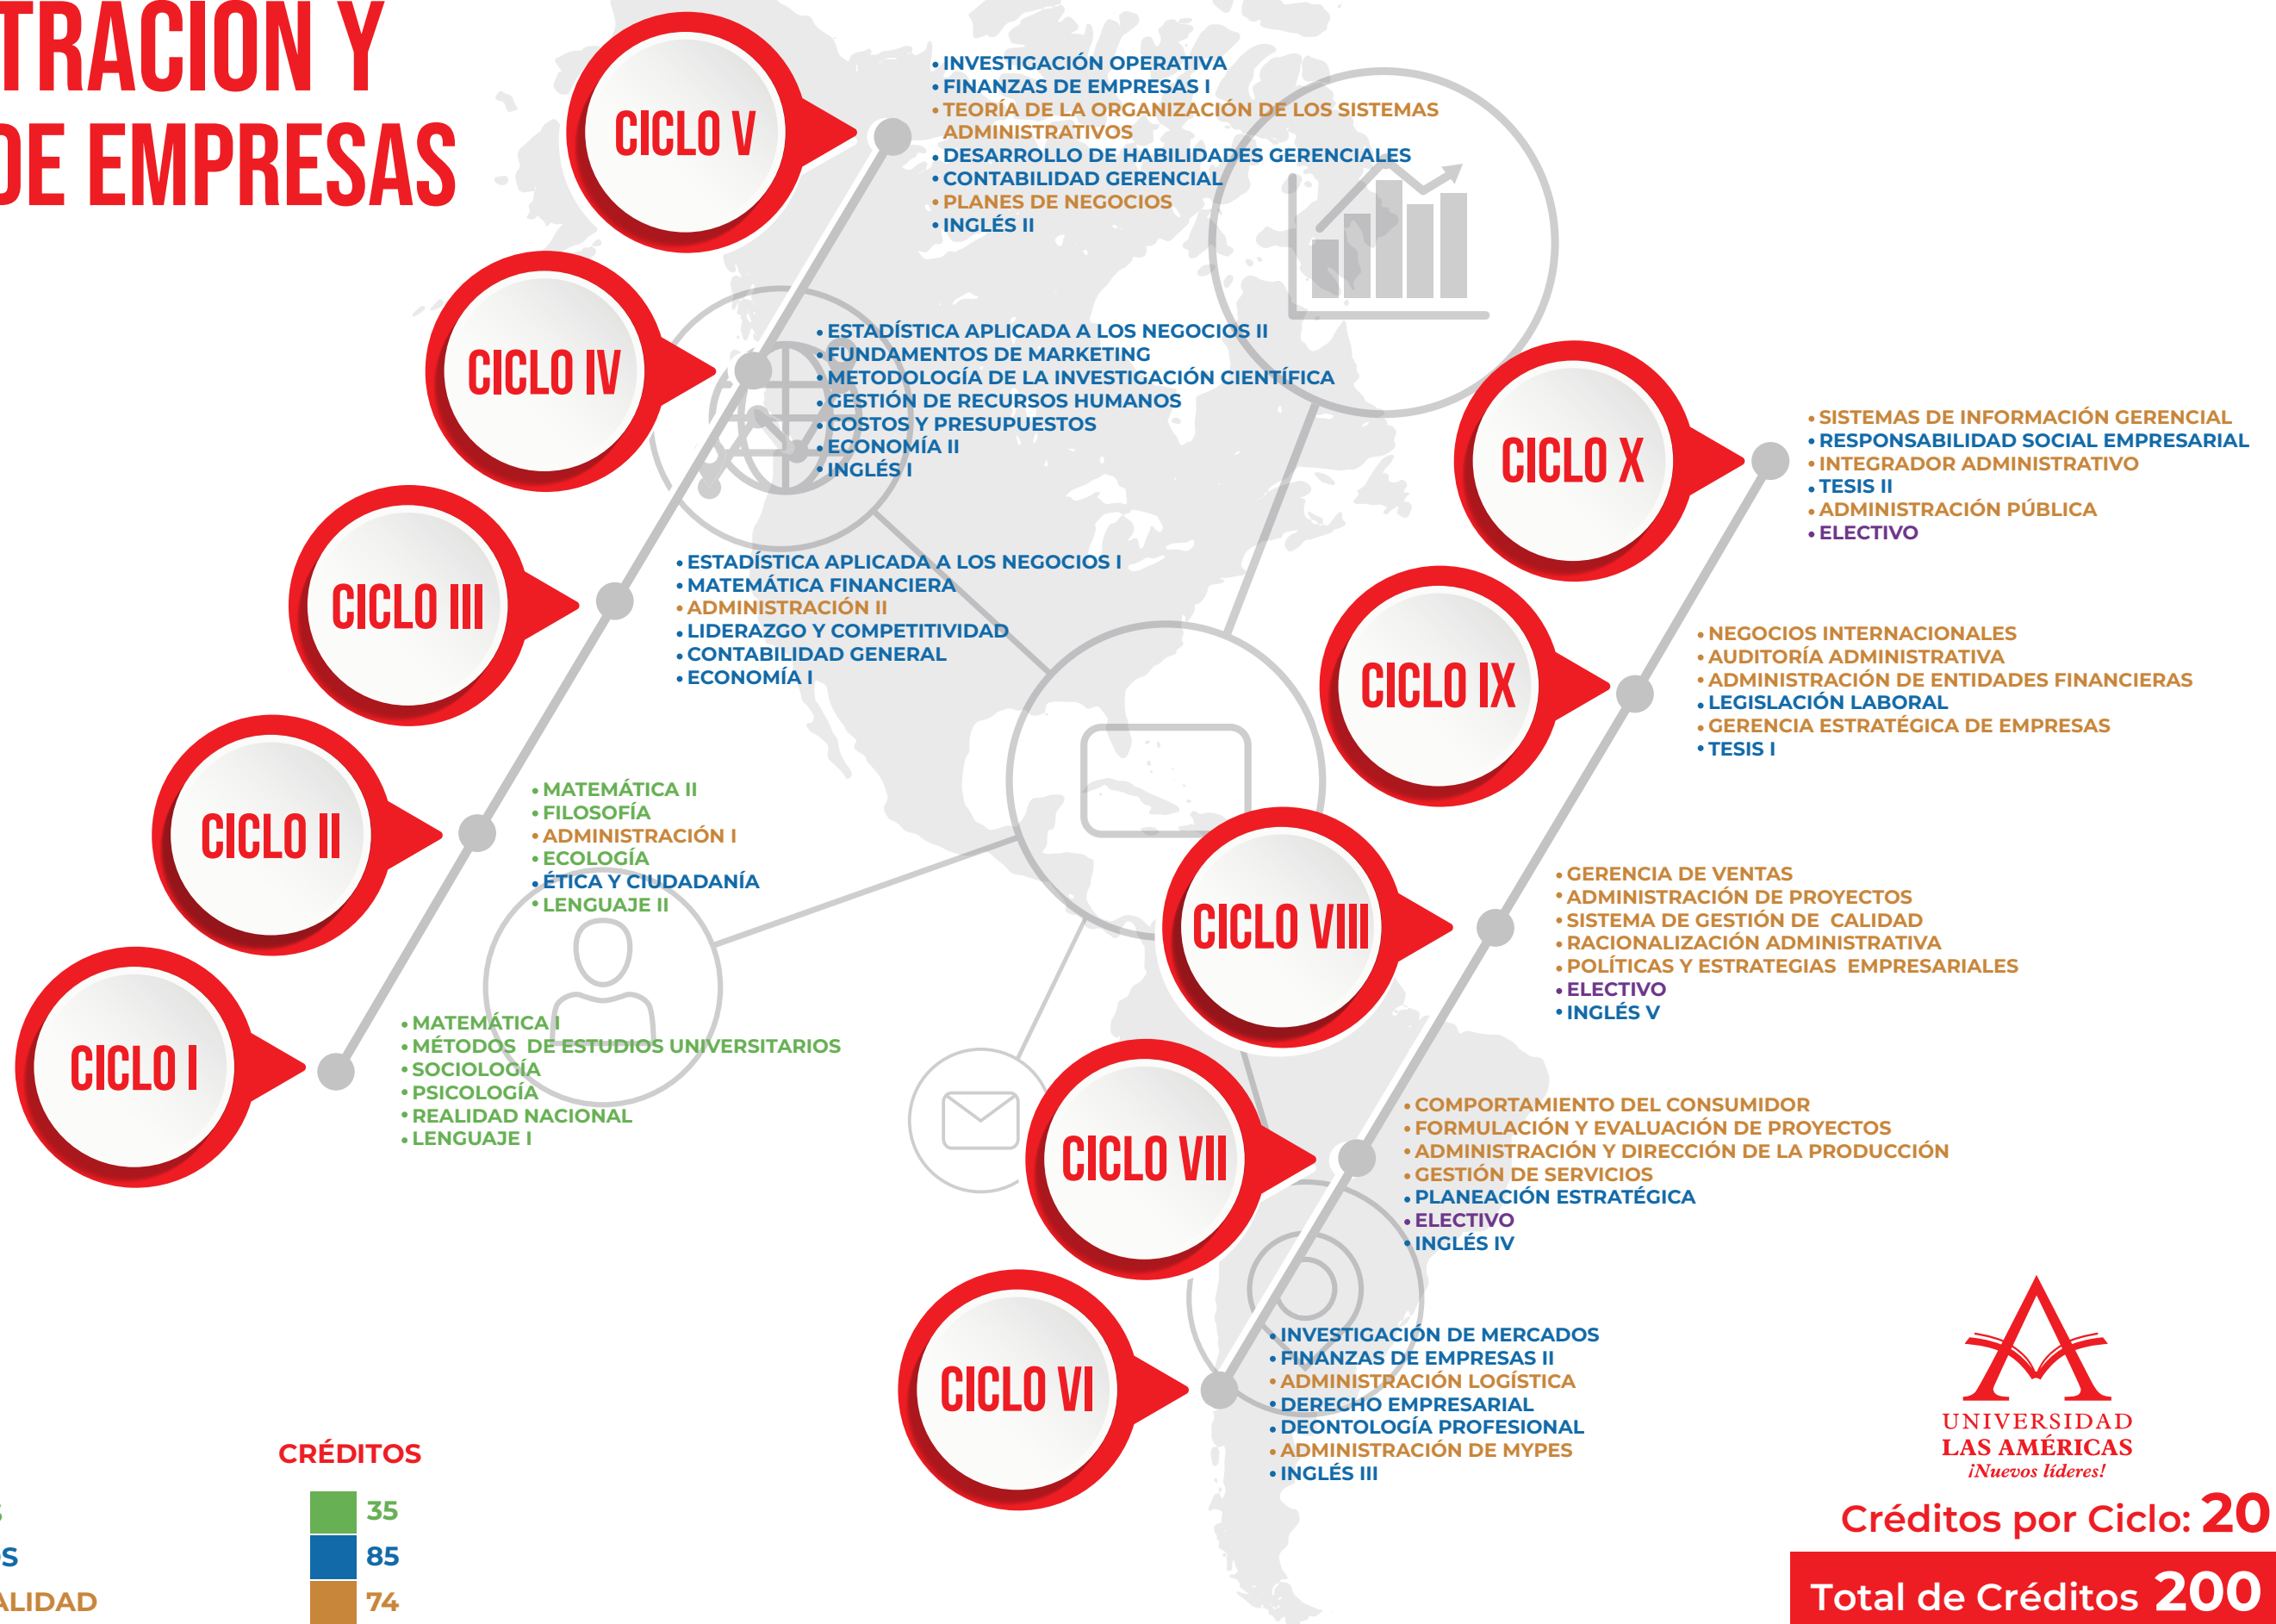 TRACIÓN Y
DE EMPRESAS
CICLO V
• INVESTIGACIÓN OPERATIVA
• FINANZAS DE EMPRESAS I
• TEORÍA DE LA ORGANIZACIÓN DE LOS SISTEMAS
ADMINISTRATIVOS
• DESARROLLO DE HABILIDADES GERENCIALES
• CONTABILIDAD GERENCIAL
• PLANES DE NEGOCIOS
• INGLÉS II
CICLO IV
• ESTADÍSTICA APLICADA A LOS NEGOCIOS II
• FUNDAMENTOS DE MARKETING
• METODOLOGÍA DE LA INVESTIGACIÓN CIENTÍFICA
• GESTIÓN DE RECURSOS HUMANOS
• COSTOS Y PRESUPUESTOS
• ECONOMÍA II
• INGLÉS I
CICLO III
• ESTADÍSTICA APLICADA A LOS NEGOCIOS I
• MATEMÁTICA FINANCIERA
• ADMINISTRACIÓN II
• LIDERAZGO Y COMPETITIVIDAD
• CONTABILIDAD GENERAL
• ECONOMÍA I
CICLO II
• MATEMÁTICA II
• FILOSOFÍA
• ADMINISTRACIÓN I
• ECOLOGÍA
• ÉTICA Y CIUDADANÍA
• LENGUAJE II
CICLO I
• MATEMÁTICA I
• MÉTODOS DE ESTUDIOS UNIVERSITARIOS
• SOCIOLOGÍA
• PSICOLOGÍA
• REALIDAD NACIONAL
• LENGUAJE I
CICLO X
• SISTEMAS DE INFORMACIÓN GERENCIAL
• RESPONSABILIDAD SOCIAL EMPRESARIAL
• INTEGRADOR ADMINISTRATIVO
• TESIS II
• ADMINISTRACIÓN PÚBLICA
• ELECTIVO
CICLO IX
• NEGOCIOS INTERNACIONALES
• AUDITORÍA ADMINISTRATIVA
• ADMINISTRACIÓN DE ENTIDADES FINANCIERAS
• LEGISLACIÓN LABORAL
• GERENCIA ESTRATÉGICA DE EMPRESAS
• TESIS I
CICLO VIII
• GERENCIA DE VENTAS
• ADMINISTRACIÓN DE PROYECTOS
• SISTEMA DE GESTIÓN DE CALIDAD
• RACIONALIZACIÓN ADMINISTRATIVA
• POLÍTICAS Y ESTRATEGIAS EMPRESARIALES
• ELECTIVO
• INGLÉS V
CICLO VII
• COMPORTAMIENTO DEL CONSUMIDOR
• FORMULACIÓN Y EVALUACIÓN DE PROYECTOS
• ADMINISTRACIÓN Y DIRECCIÓN DE LA PRODUCCIÓN
• GESTIÓN DE SERVICIOS
• PLANEACIÓN ESTRATÉGICA
• ELECTIVO
• INGLÉS IV
CICLO VI
• INVESTIGACIÓN DE MERCADOS
• FINANZAS DE EMPRESAS II
• ADMINISTRACIÓN LOGÍSTICA
• DERECHO EMPRESARIAL
• DEONTOLOGÍA PROFESIONAL
• ADMINISTRACIÓN DE MYPES
• INGLÉS III
CRÉDITOS
S 35
OS 85
ALIDAD 74
UNIVERSIDAD
LAS AMÉRICAS
¡Nuevos líderes!
Créditos por Ciclo: 20
Total de Créditos 200